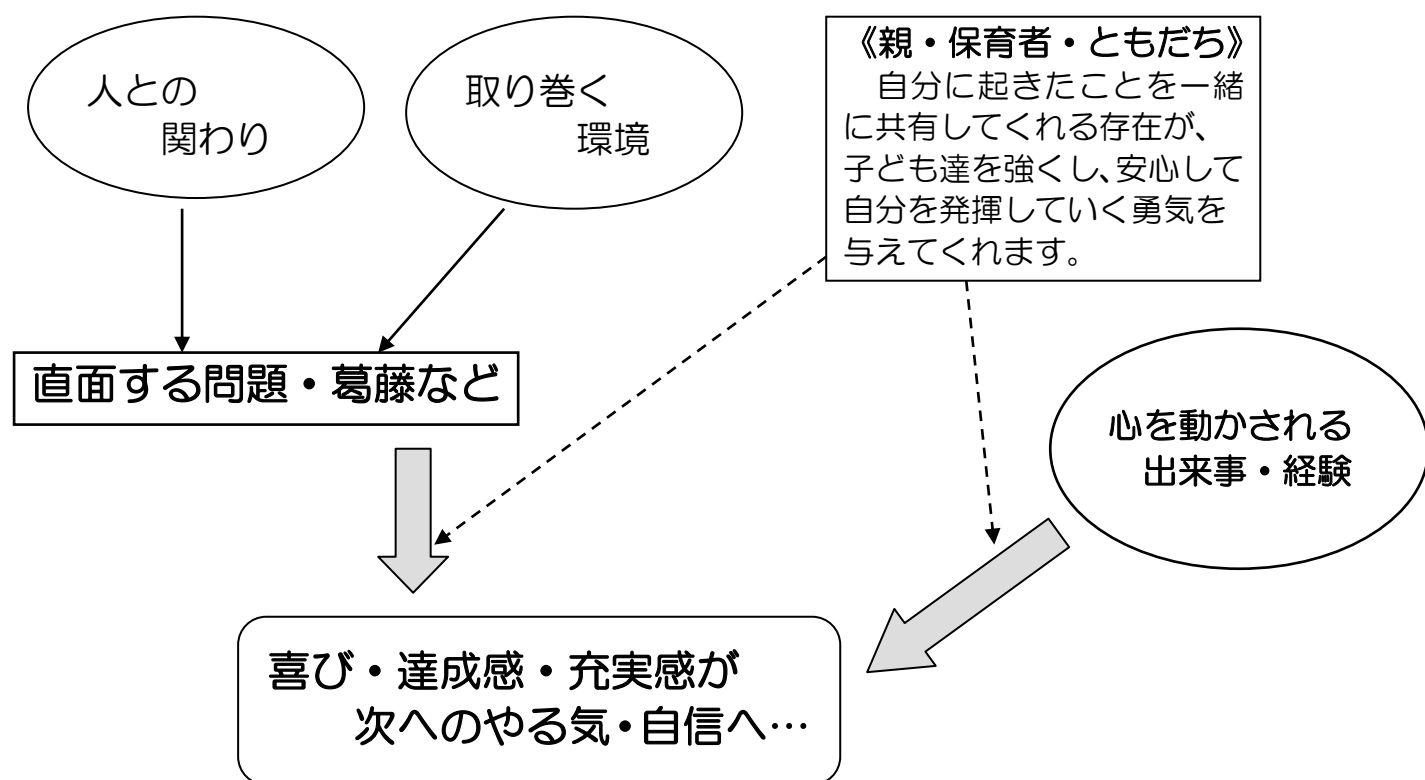 人との
関わり
取り巻く
環境
《親・保育者・ともだち》
自分に起きたことを一緒
に共有してくれる存在が、
子ども達を強くし、安心して
自分を発揮していく勇気を
与えてくれます。
直面する問題・葛藤など
心を動かされる
出来事・経験
喜び・達成感・充実感が
次へのやる気・自信へ…